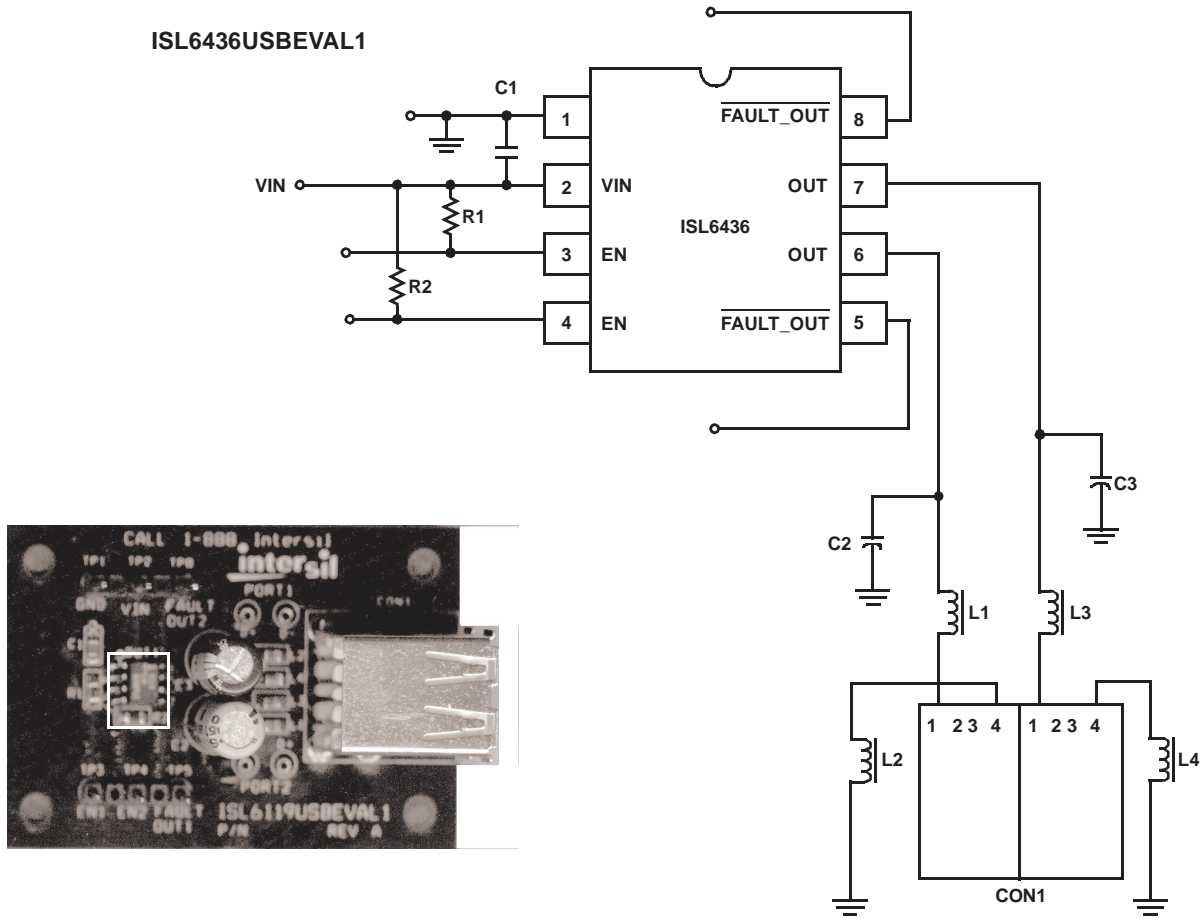 ISL6436USBEVAL1
C1
1
FAULT_OUT
8
VIN
2
VIN
OUT
7
R1
ISL6436
3
EN
OUT
6
R2
4
EN
FAULT_OUT
5
C3
C2
L1
L3
1 2 3 4
1 2 3 4
L2
L4
CON1
CALL 1-888 Intersil
intersil
TP1 TP2 TP0
PORT1
CON1
GND VIN FAULT
OUT2
TP3 TP4 TP5
PORT2
EN1 EN2 FAULT
OUT1
ISL6119USBEVAL1
P/N REV A